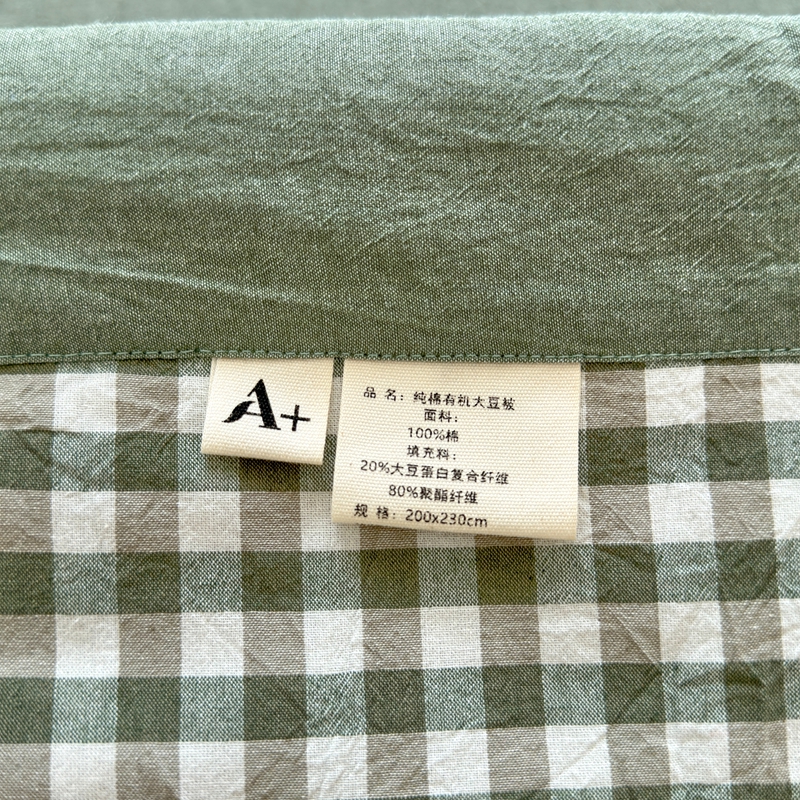 A+
品 名：纯棉有机大豆被
面料：
100%棉
填充料：
20%大豆蛋白复合纤维
80%聚酯纤维
规 格：200x230cm